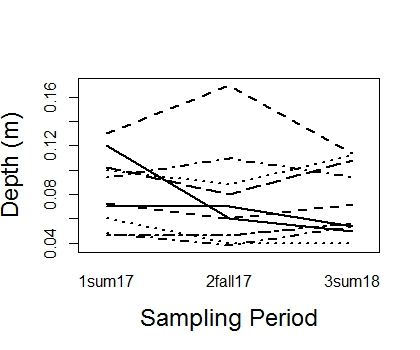 Depth (m)
0.16
0.12
0.08
0.04
1sum17 2fall17 3sum18
Sampling Period